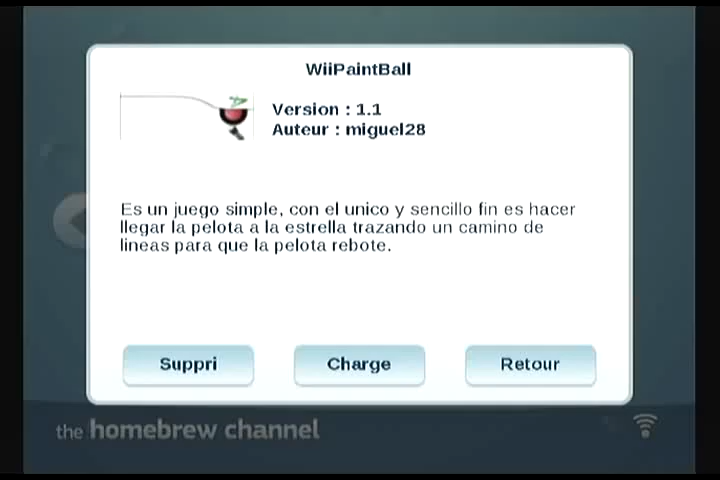 WiiPaintBall
Version : 1.1
Auteur : miguel28
Es un juego simple, con el unico y sencillo fin es hacer
llegar la pelota a la estrella trazando un camino de
lineas para que la pelota rebote.
Suppri
Charge
Retour
the homebrew channel